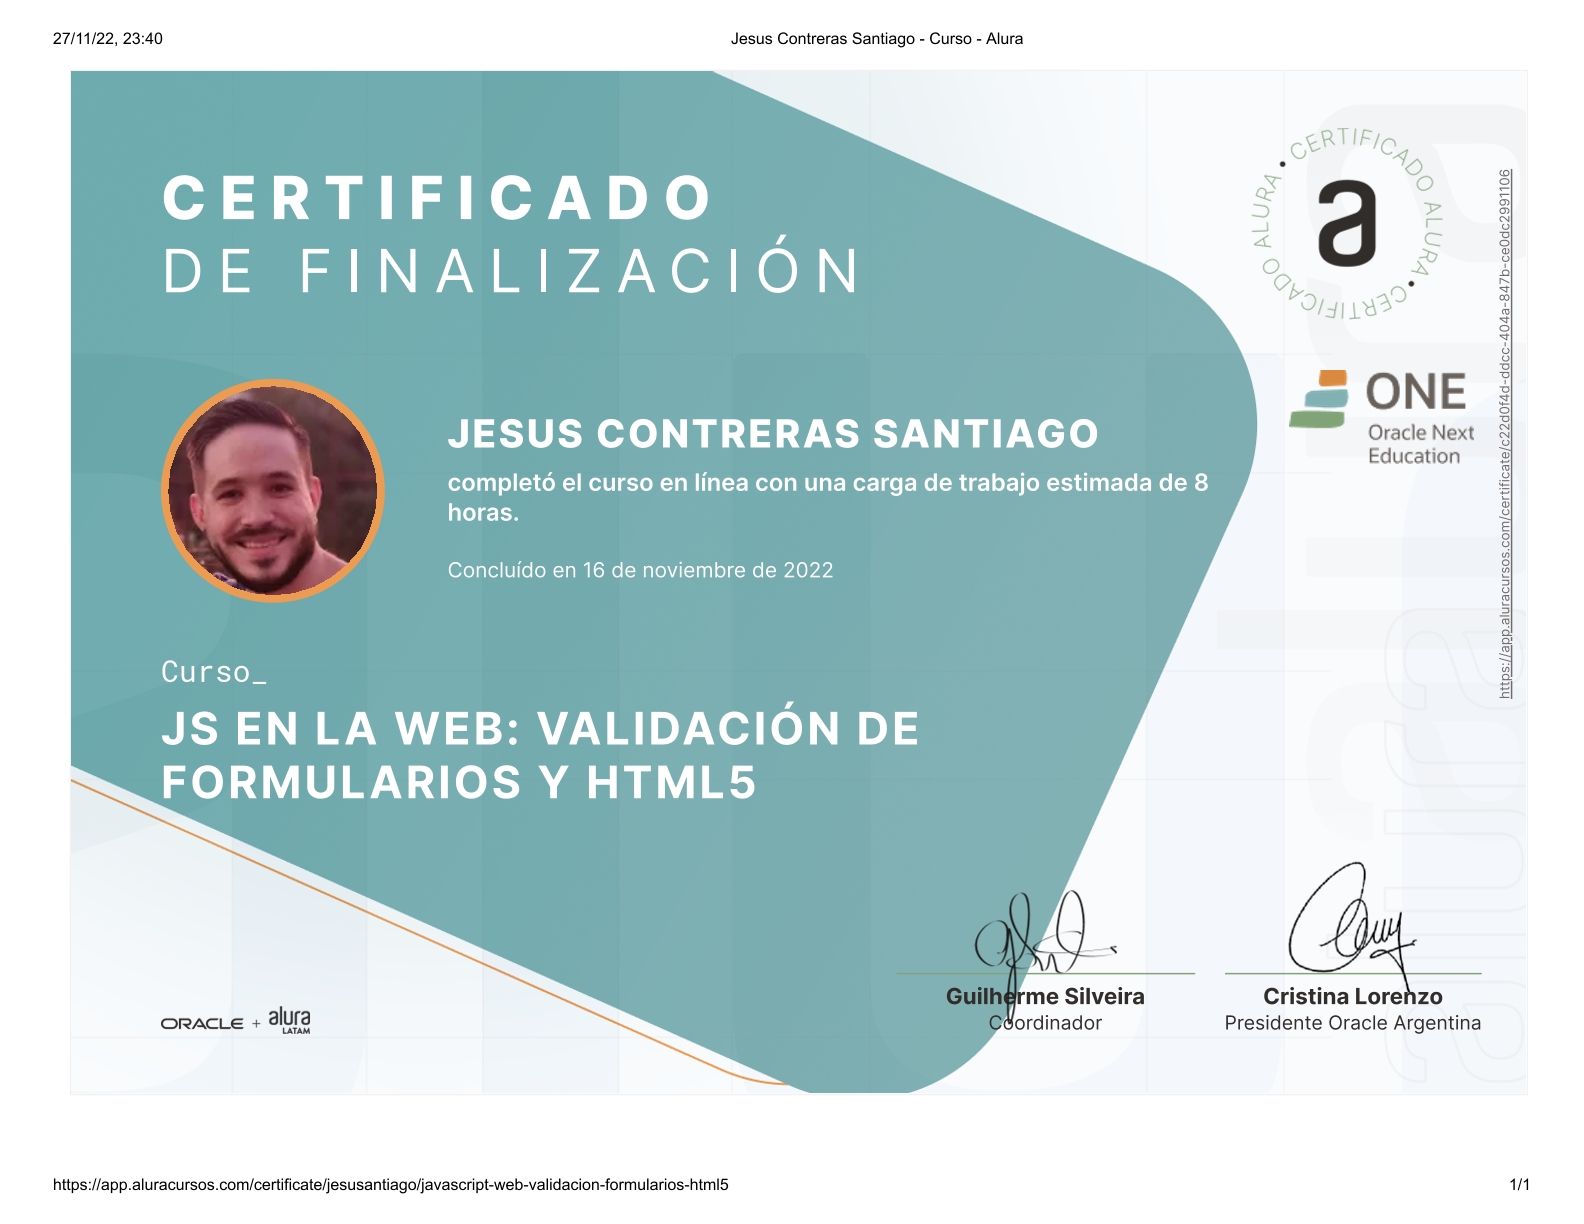 27/11/22, 23:40
Jesus Contreras Santiago - Curso - Alura
CERTIFICADO
DE FINALIZACIÓN
CERTIFICADO ALURA • CERTIFICADO ALURA •
a
ONE
Oracle Next
Education
https://app.aluracursos.com/certificate/c22d0f4d-ddcc-404a-847b-ce0dc2991106
JESUS CONTRERAS SANTIAGO
completó el curso en línea con una carga de trabajo estimada de 8
horas.
Concluído en 16 de noviembre de 2022
Curso_
JS EN LA WEB: VALIDACIÓN DE
FORMULARIOS Y HTML5
Guilherme Silveira
Coordinador
Cristina Lorenzo
Presidente Oracle Argentina
ORACLE + alura
LATAM
alura
https://app.aluracursos.com/certificate/jesusantiago/javascript-web-validacion-formularios-html5
1/1